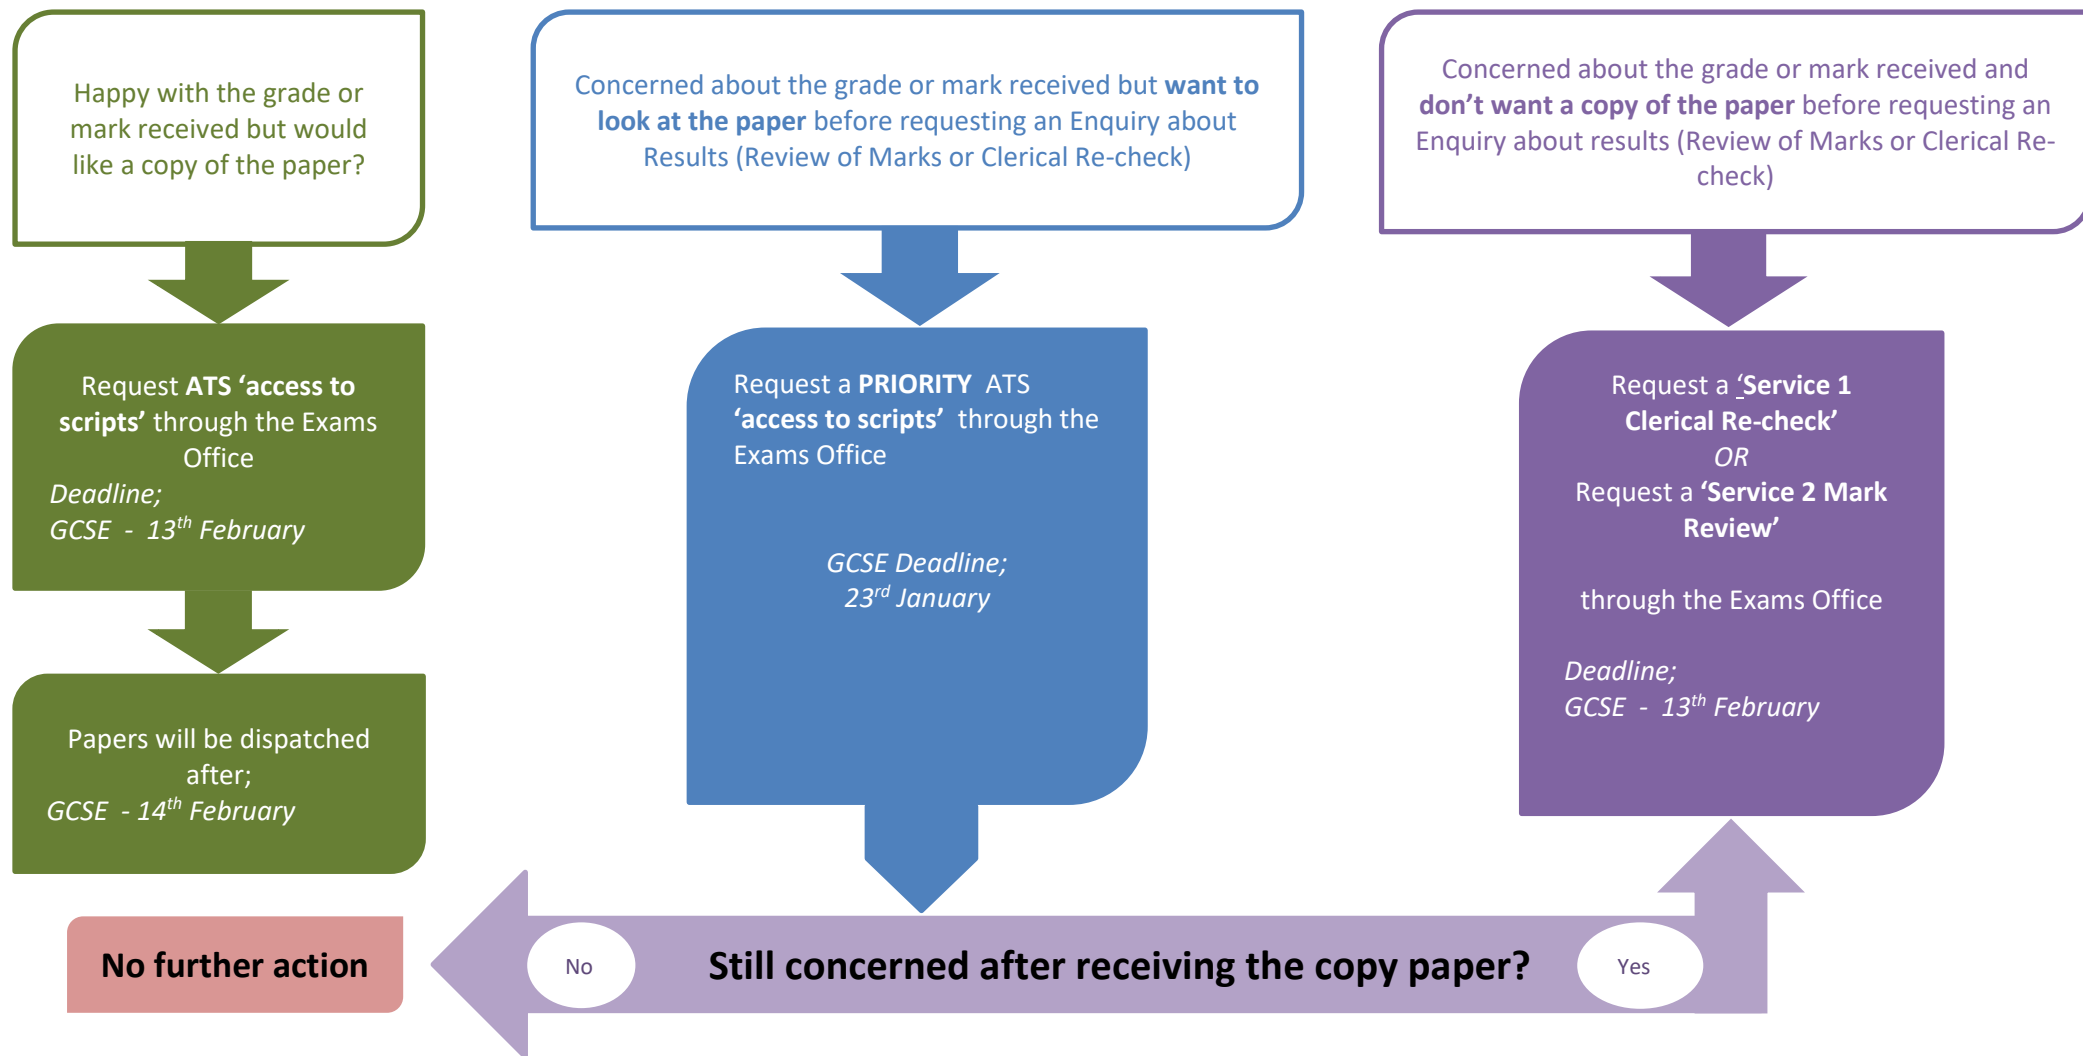 Happy with the grade or
mark received but would
like a copy of the paper?
Request ATS ‘access to
scripts’ through the Exams
Office
Deadline;
GCSE - 13th February
Papers will be dispatched
after;
GCSE - 14th February
Concerned about the grade or mark received but want to
look at the paper before requesting an Enquiry about
Results (Review of Marks or Clerical Re-check)
Request a PRIORITY ATS
‘access to scripts’ through the
Exams Office
GCSE Deadline;
23rd January
Concerned about the grade or mark received and
don’t want a copy of the paper before requesting an
Enquiry about results (Review of Marks or Clerical Re-
check)
Request a ‘Service 1
Clerical Re-check’
OR
Request a ‘Service 2 Mark
Review’
through the Exams Office
Deadline;
GCSE - 13th February
No further action
No
Still concerned after receiving the copy paper?
Yes